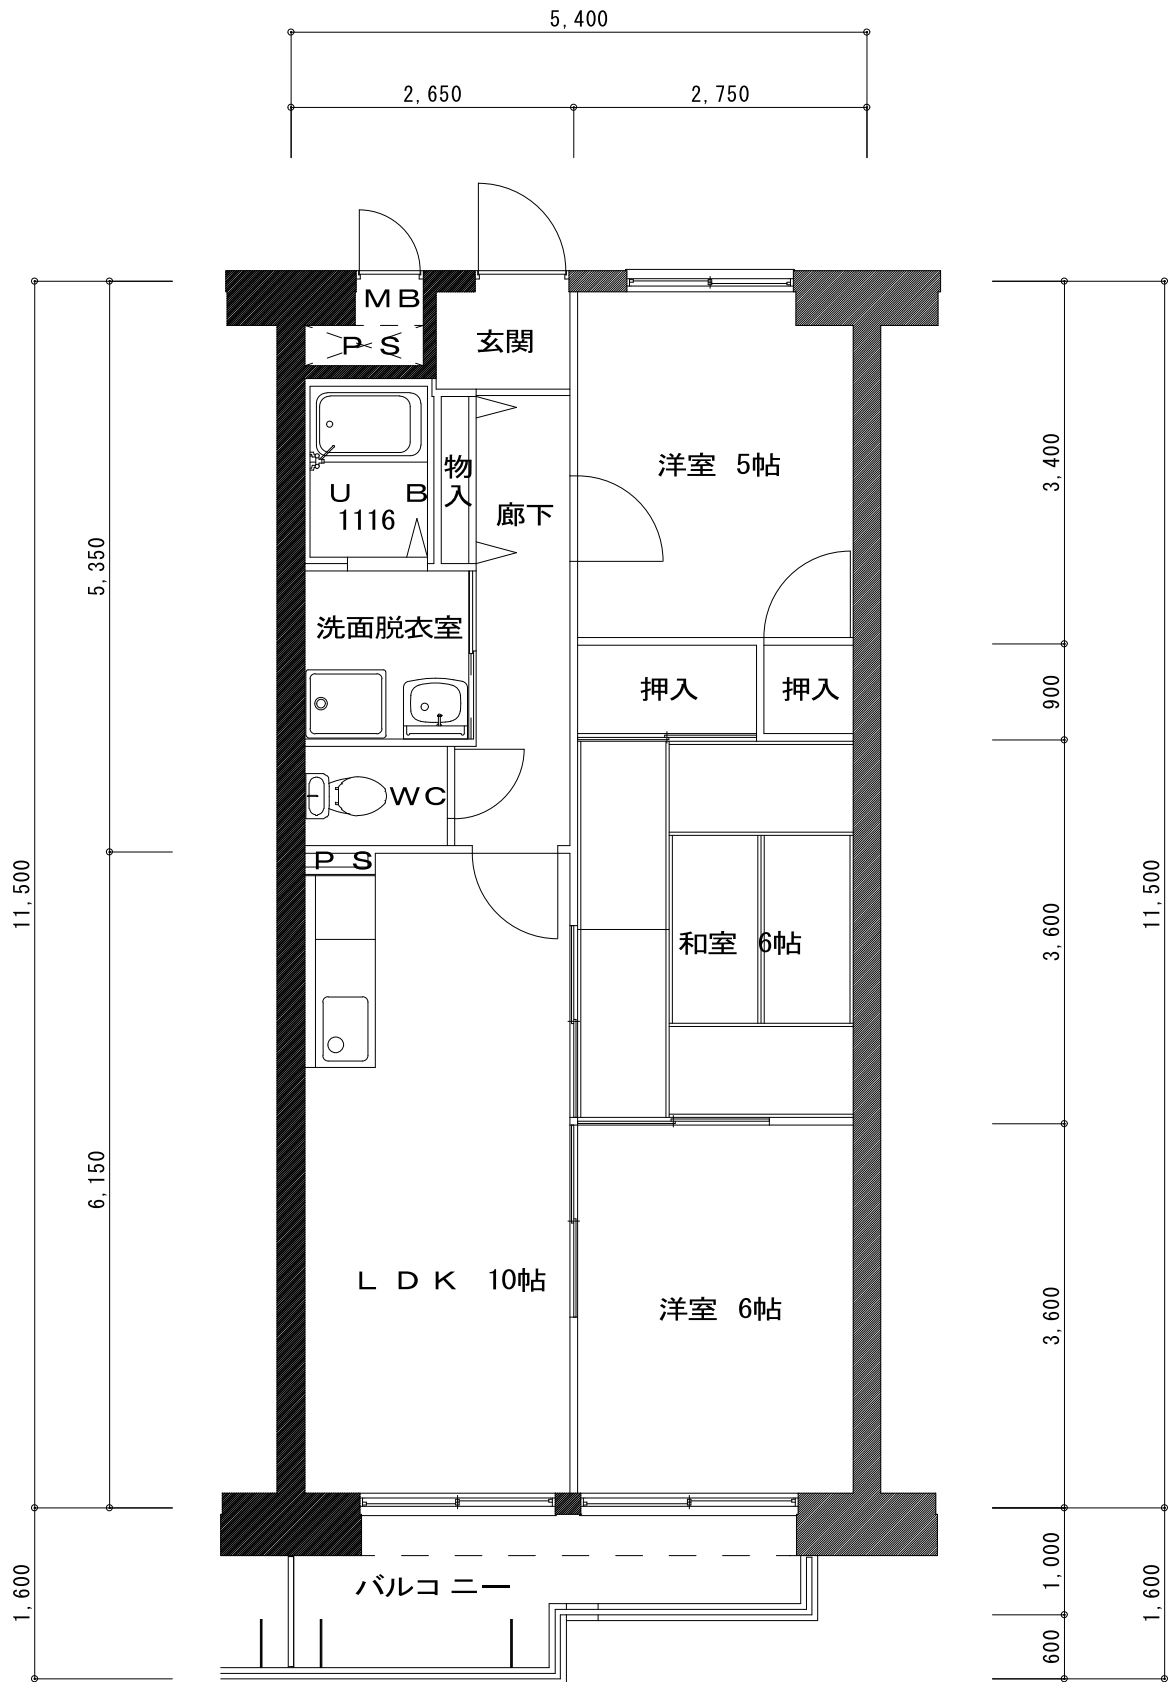 5,400
2,650
2,750
MB
PS
玄関
洋室 5帖
3,400
物入
U B
1116
廊下
5,350
洗面脱衣室
押入
押入
900
WC
PS
11,500
11,500
和室 6帖
3,600
6,150
LDK 10帖
洋室 6帖
3,600
バルコニー
1,000
1,600
1,600
600